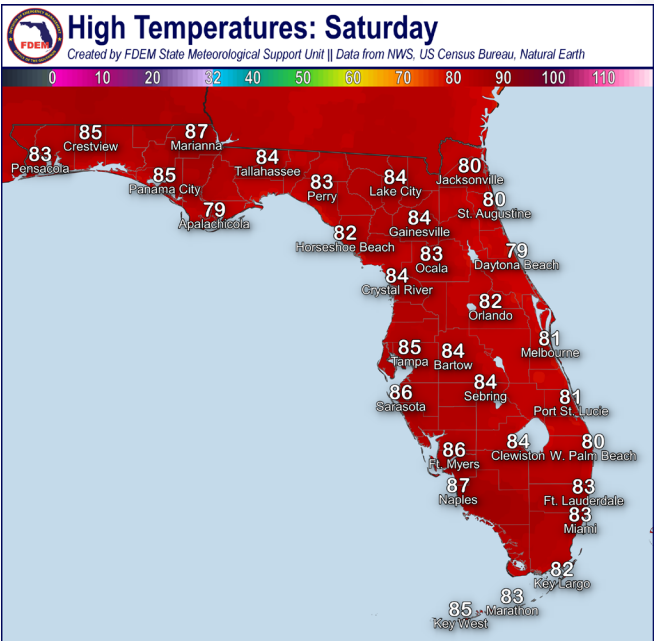 High Temperatures: Saturday
Created by FDEM State Meteorological Support Unit || Data from NWS, US Census Bureau, Natural Earth
FDEM
0 10 20 32 40 50 60 70 80 90 100 110
85
Crestview
87
Marianna
83
Pensacola
84
Tallahassee
85
Panama City
83
Perry
84
Lake City
80
Jacksonville
79
Apalachicola
80
St. Augustine
84
Gainesville
82
Horseshoe Beach
83
Ocala
79
Daytona Beach
84
Crystal River
82
Orlando
81
Melbourne
85
Tampa
84
Bartow
84
Sebring
86
Sarasota
81
Port St. Lucie
84
Clewiston
80
W. Palm Beach
86
Ft. Myers
87
Naples
83
Ft. Lauderdale
83
Miami
82
Key Largo
83
Marathon
85
Key West